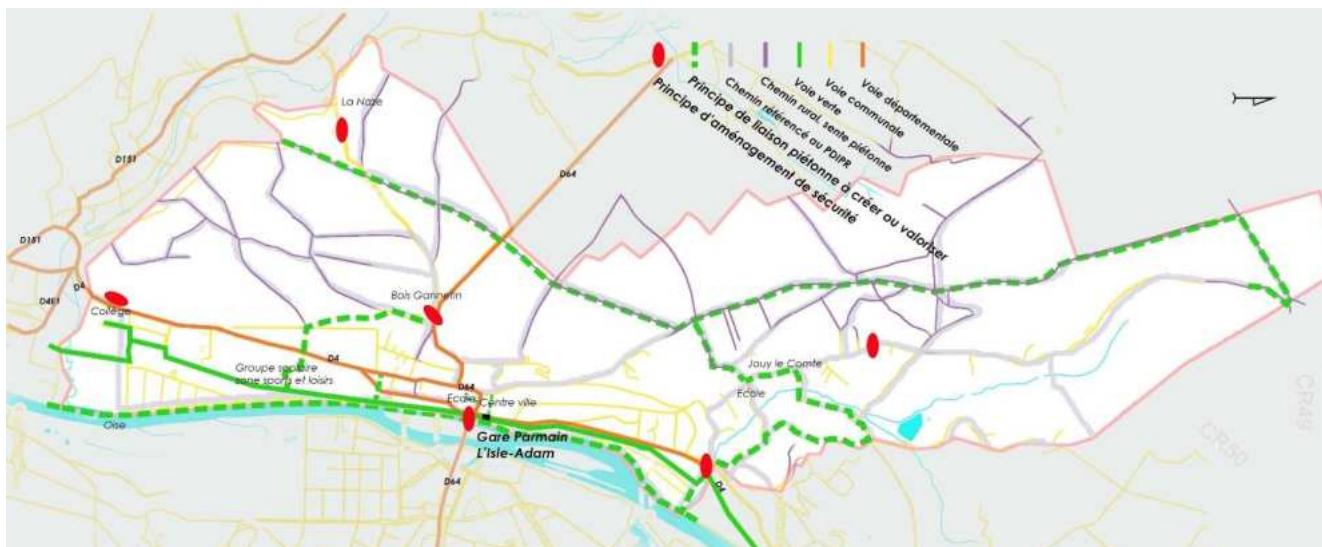 La Naze
D151
D64
Voie départementale
Voie communale
Voie verte
Chemin rural, sente piétonne
Chemin référencé au PDIPR
Principe de liaison piétonne à créer ou valoriser
Principe d'aménagement de sécurité
D151
D4
Collège
Bois Gannetin
D4
Groupe scolaire
zone sports et loisirs
D64
Ecole
Centre ville
Jouy le Comte
Ecole
Oise
Gare Parmain
L'Isle-Adam
D64
D4
CR49
CR50